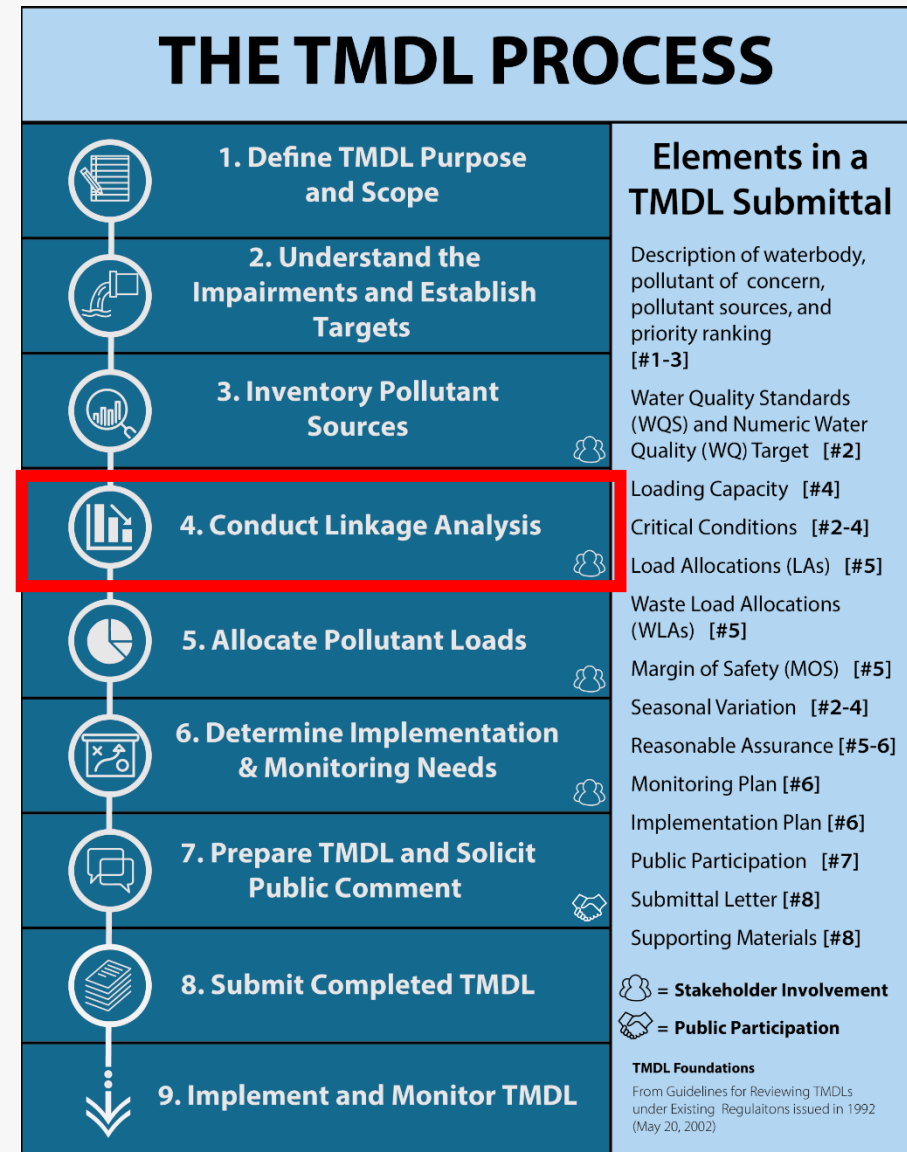 THE TMDL PROCESS
1. Define TMDL Purpose
and Scope
2. Understand the
Impairments and Establish
Targets
3. Inventory Pollutant
Sources
4. Conduct Linkage Analysis
5. Allocate Pollutant Loads
6. Determine Implementation
& Monitoring Needs
7. Prepare TMDL and Solicit
Public Comment
8. Submit Completed TMDL
9. Implement and Monitor TMDL
Elements in a
TMDL Submittal
Description of waterbody,
pollutant of concern,
pollutant sources, and
priority ranking
[#1-3]
Water Quality Standards
(WQS) and Numeric Water
Quality (WQ) Target [#2]
Loading Capacity [#4]
Critical Conditions [#2-4]
Load Allocations (LAs) [#5]
Waste Load Allocations
(WLAs) [#5]
Margin of Safety (MOS) [#5]
Seasonal Variation [#2-4]
Reasonable Assurance [#5-6]
Monitoring Plan [#6]
Implementation Plan [#6]
Public Participation [#7]
Submittal Letter [#8]
Supporting Materials [#8]
= Stakeholder Involvement
= Public Participation
TMDL Foundations
From Guidelines for Reviewing TMDLs
under Existing Regulaitons issued in 1992
(May 20, 2002)